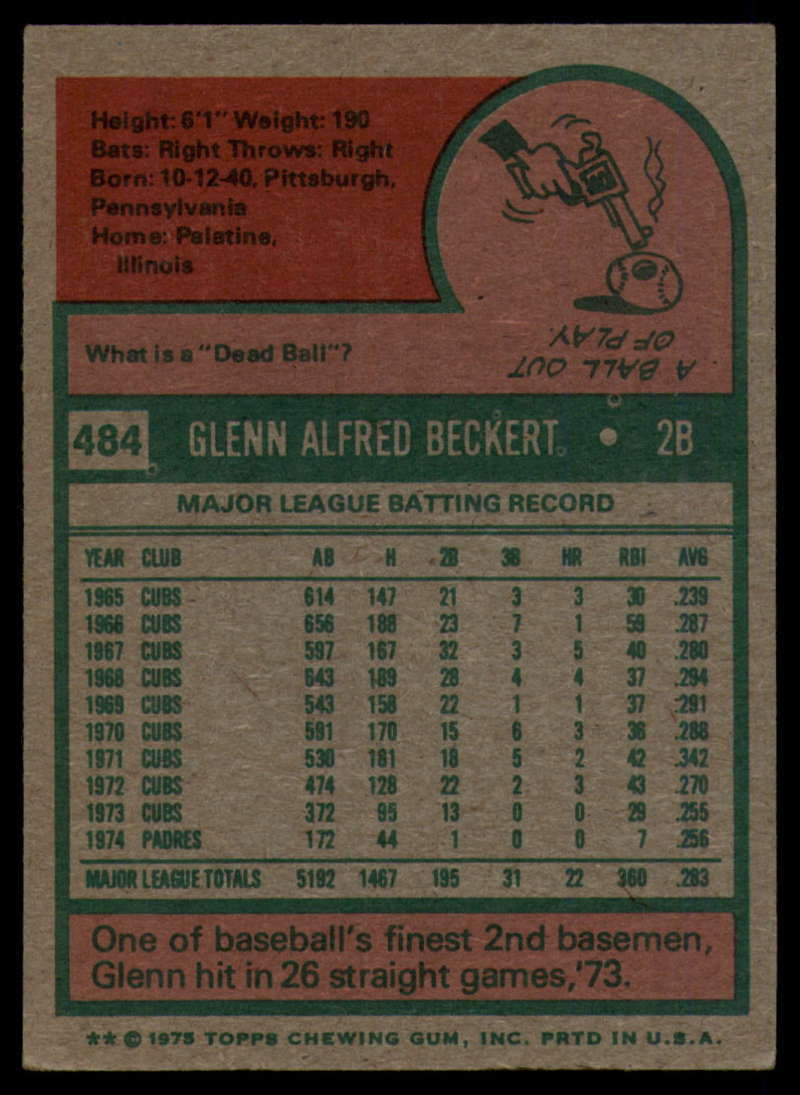 Height: 6'1" Weight: 190
Bats: Right Throws: Right
Born: 10-12-40, Pittsburgh,
Pennsylvania
Home: Palatine,
Illinois
What is a "Dead Ball"?
A BALL OUT
OF PLAY.
484 GLENN ALFRED BECKERT • 2B
MAJOR LEAGUE BATTING RECORD
YEAR CLUB AB H 2B 3B HR RBI AVG
1965 CUBS 614 147 21 3 3 30 .239
1966 CUBS 656 188 23 7 1 59 .287
1967 CUBS 597 167 32 3 5 40 .280
1968 CUBS 643 189 28 4 4 37 .294
1969 CUBS 543 158 22 1 1 37 .291
1970 CUBS 591 170 15 6 3 36 .288
1971 CUBS 530 181 18 5 2 42 .342
1972 CUBS 474 128 22 2 3 43 .270
1973 CUBS 372 95 13 0 0 29 .255
1974 PADRES 172 44 1 0 0 7 .256
MAJOR LEAGUE TOTALS 5192 1467 195 31 22 360 .283
One of baseball's finest 2nd basemen,
Glenn hit in 26 straight games,'73.
** © 1975 TOPPS CHEWING GUM, INC. PRTD IN U.S.A.